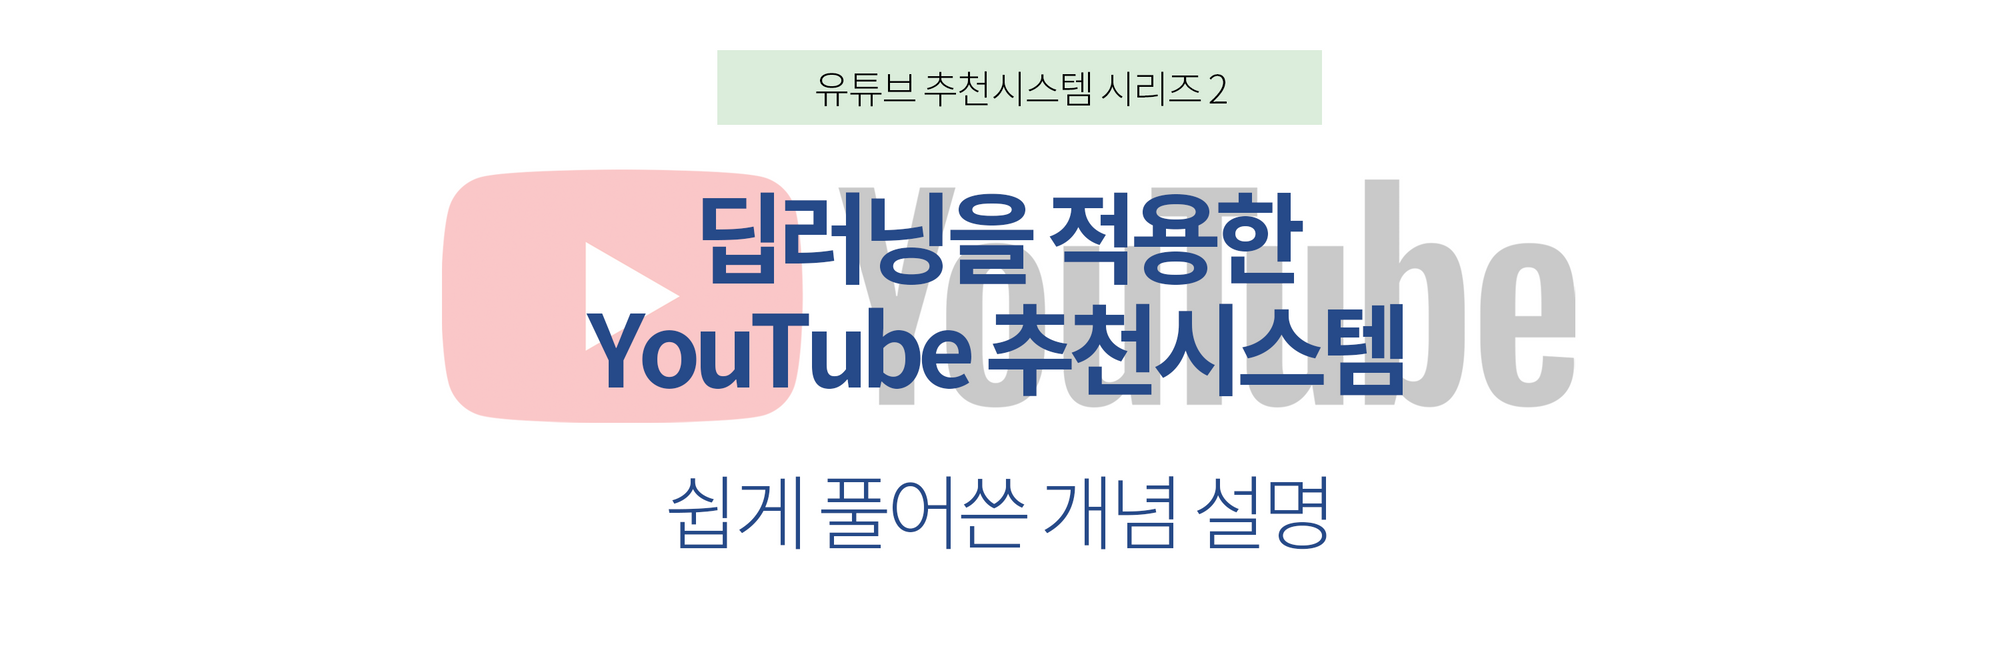 유튜브 추천시스템 시리즈 2
YouTube
딥러닝을 적용한
YouTube 추천시스템
쉽게 풀어쓴 개념 설명